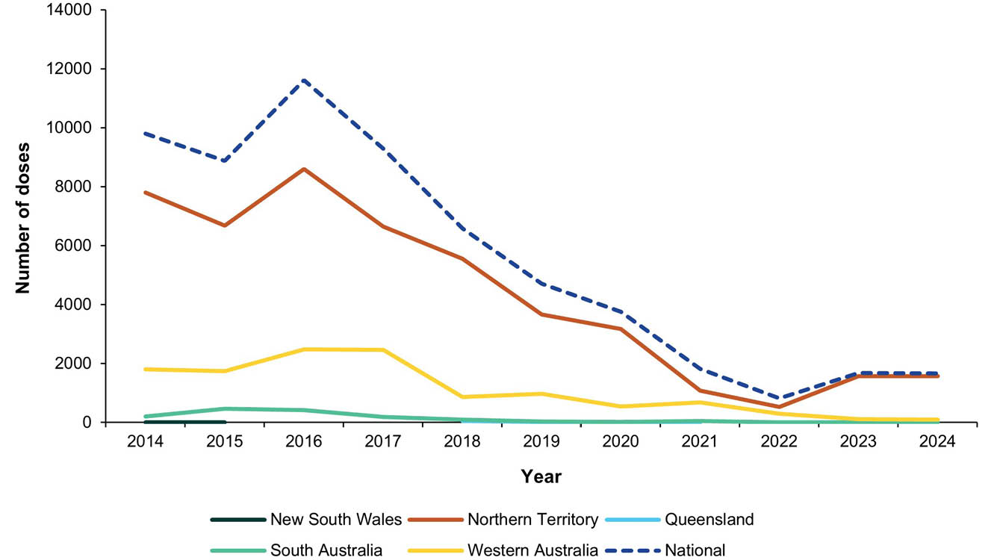 14000
12000
10000
8000
6000
4000
2000
0
Number of doses
2014 2015 2016 2017 2018 2019 2020 2021 2022 2023 2024
Year
New South Wales Northern Territory Queensland
South Australia Western Australia National